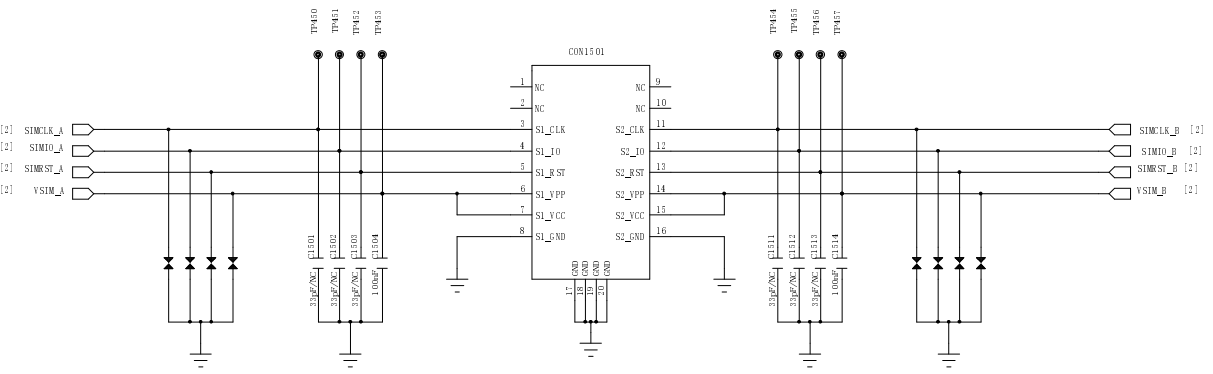 TP450 TP451 TP452 TP453
TP454 TP455 TP456 TP457
CON1501
1 NC
2 NC
3 S1_CLK
4 S1_IO
5 S1_RST
6 S1_VPP
7 S1_VCC
8 S1_GND
NC 9
NC 10
S2_CLK 11
S2_IO 12
S2_RST 13
S2_VPP 14
S2_VCC 15
S2_GND 16
GND GND GND GND
17 18 19 20
[2] SIMCLK_A
[2] SIMIO_A
[2] SIMRST_A
[2] VSIM_A
SIMCLK_B [2]
SIMIO_B [2]
SIMRST_B [2]
VSIM_B [2]
33pF/NC C1501
33pF/NC C1502
33pF/NC C1503
100nF C1504
33pF/NC C1511
33pF/NC C1512
33pF/NC C1513
100nF C1514